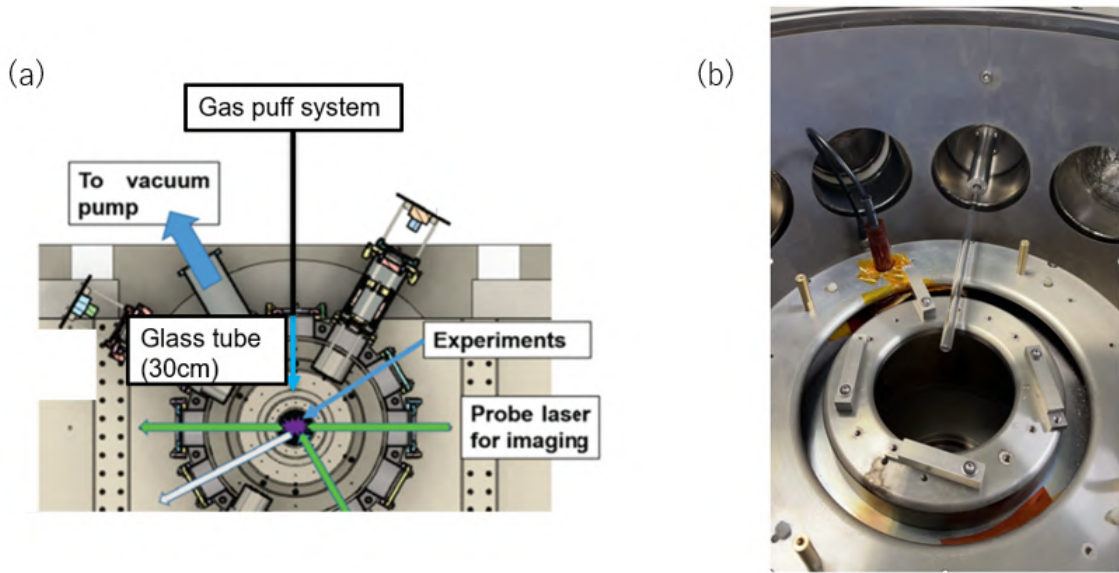 (a)
Gas puff system
To vacuum
pump
Glass tube
(30cm)
Experiments
Probe laser
for imaging
(b)